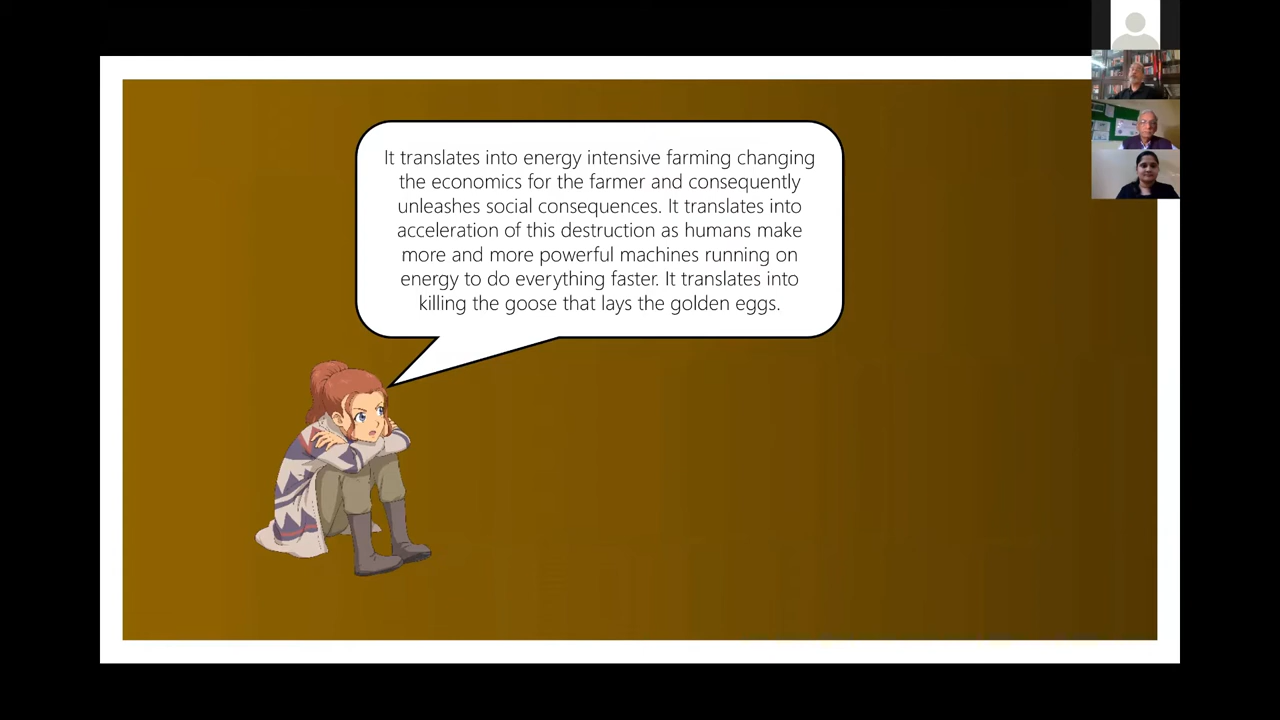 It translates into energy intensive farming changing
the economics for the farmer and consequently
unleashes social consequences. It translates into
acceleration of this destruction as humans make
more and more powerful machines running on
energy to do everything faster. It translates into
killing the goose that lays the golden eggs.